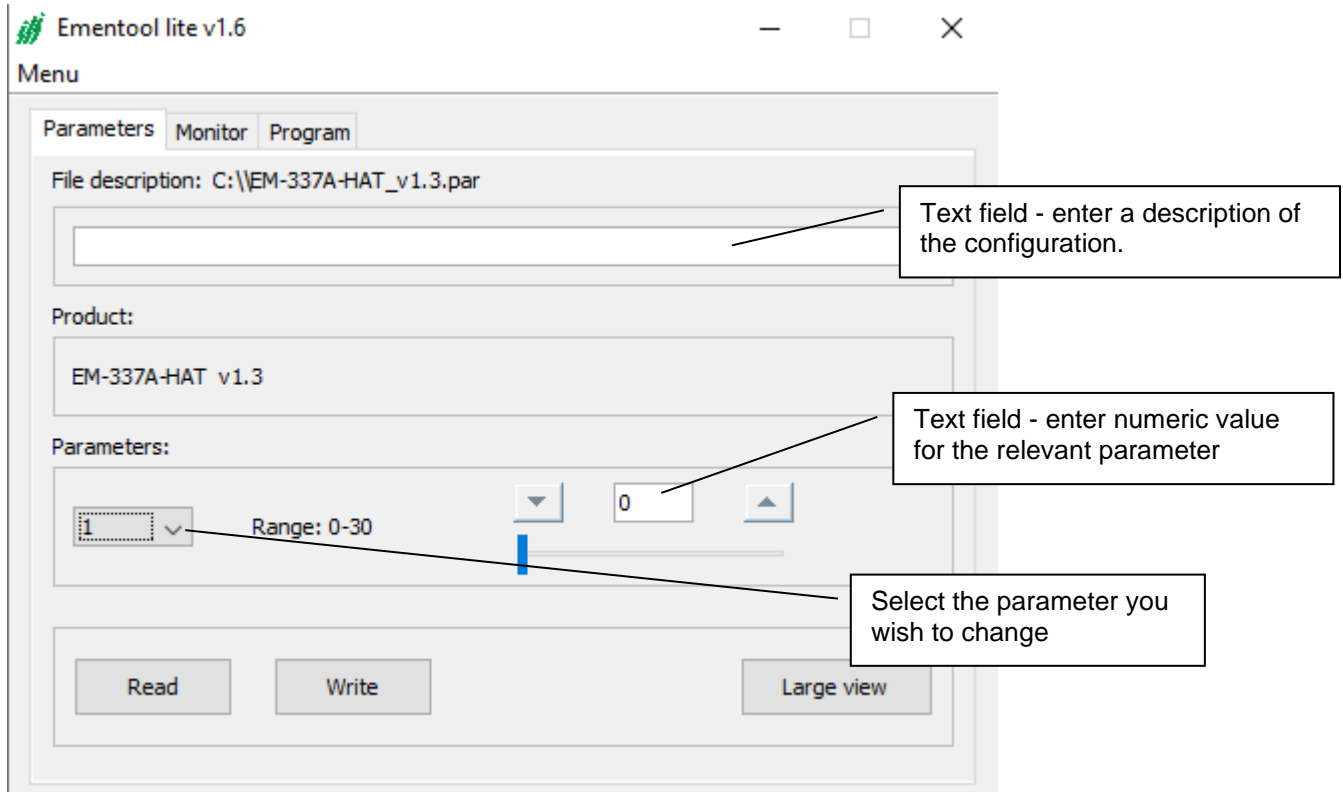 Ementool lite v1.6
Menu
Parameters Monitor Program
File description: C:\\EM-337A-HAT_v1.3.par
Text field - enter a description of
the configuration.
Product:
EM-337A-HAT v1.3
Text field - enter numeric value
for the relevant parameter
Parameters:
1 Range: 0-30 0
Select the parameter you
wish to change
Read Write Large view